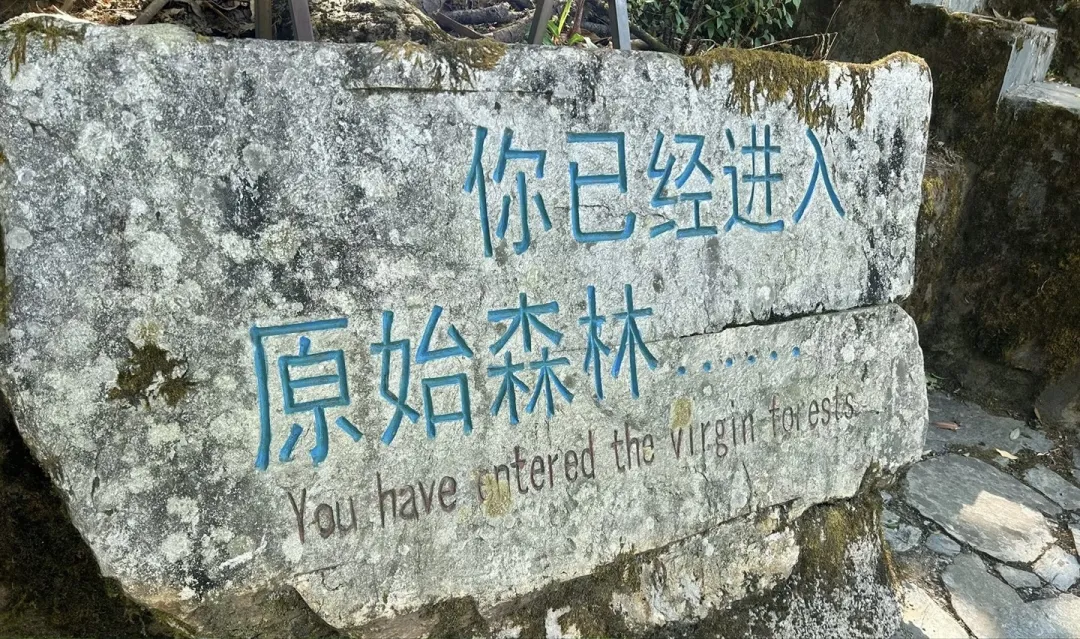 你已经进入
原始森林......
You have entered the virgin forests